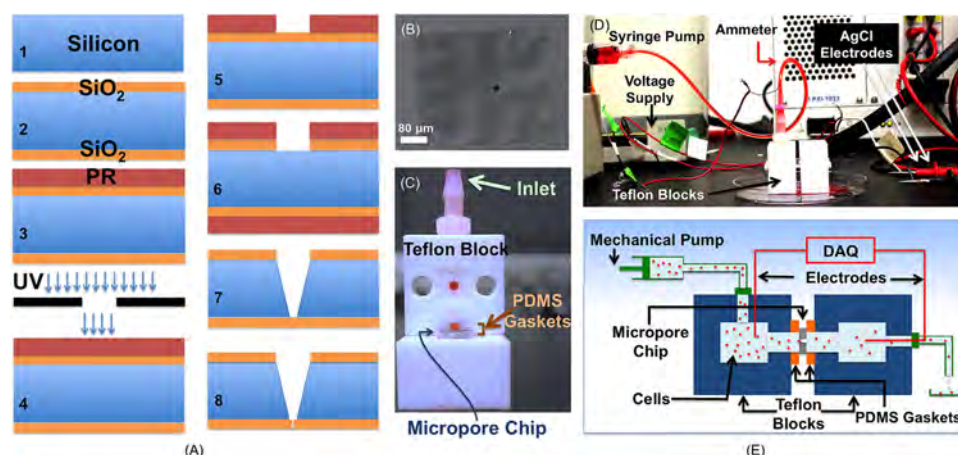 1
Silicon
SiO2
2
SiO2
PR
3
UV
4
5
6
7
8
(A)
(B)
80 μm
(C)
Inlet
Teflon Block
PDMS
Gaskets
Micropore Chip
(D)
Syringe Pump
Ammeter
AgCl
Electrodes
Voltage
Supply
Teflon Blocks
Mechanical Pump
DAQ
Electrodes
Micropore
Chip
Cells
Teflon
Blocks
PDMS Gaskets
(E)